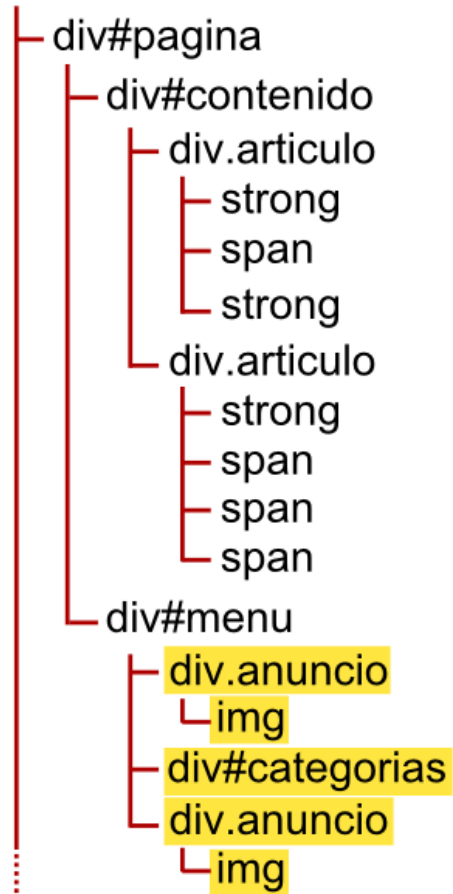 div#pagina
div#contenido
div.articulo
strong
span
strong
div.articulo
strong
span
span
span
div#menu
div.anuncio
img
div#categorias
div.anuncio
img